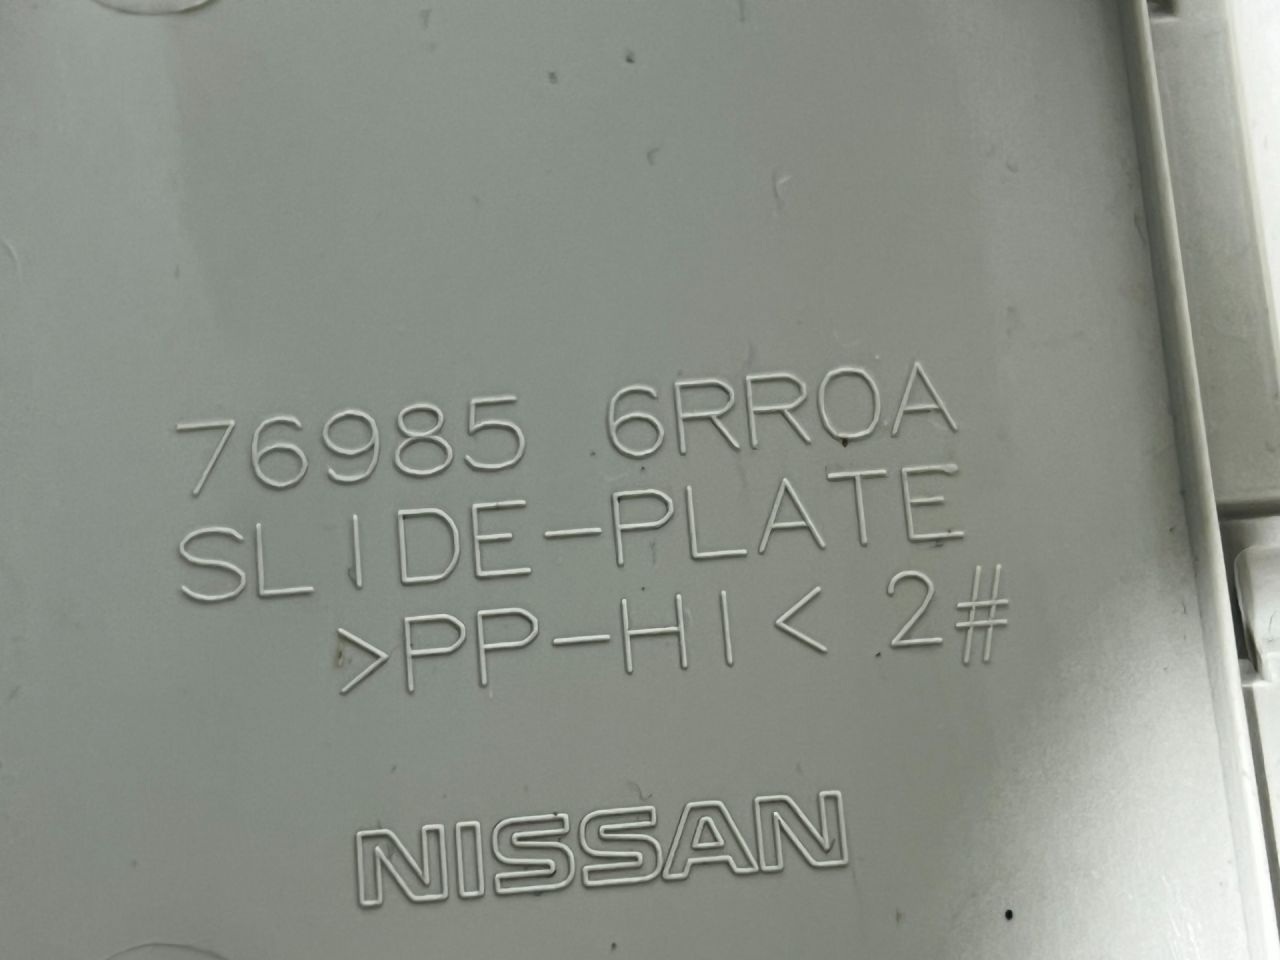 76985 6RR0A
SLIDE-PLATE
>PP-HI< 2#
NISSAN